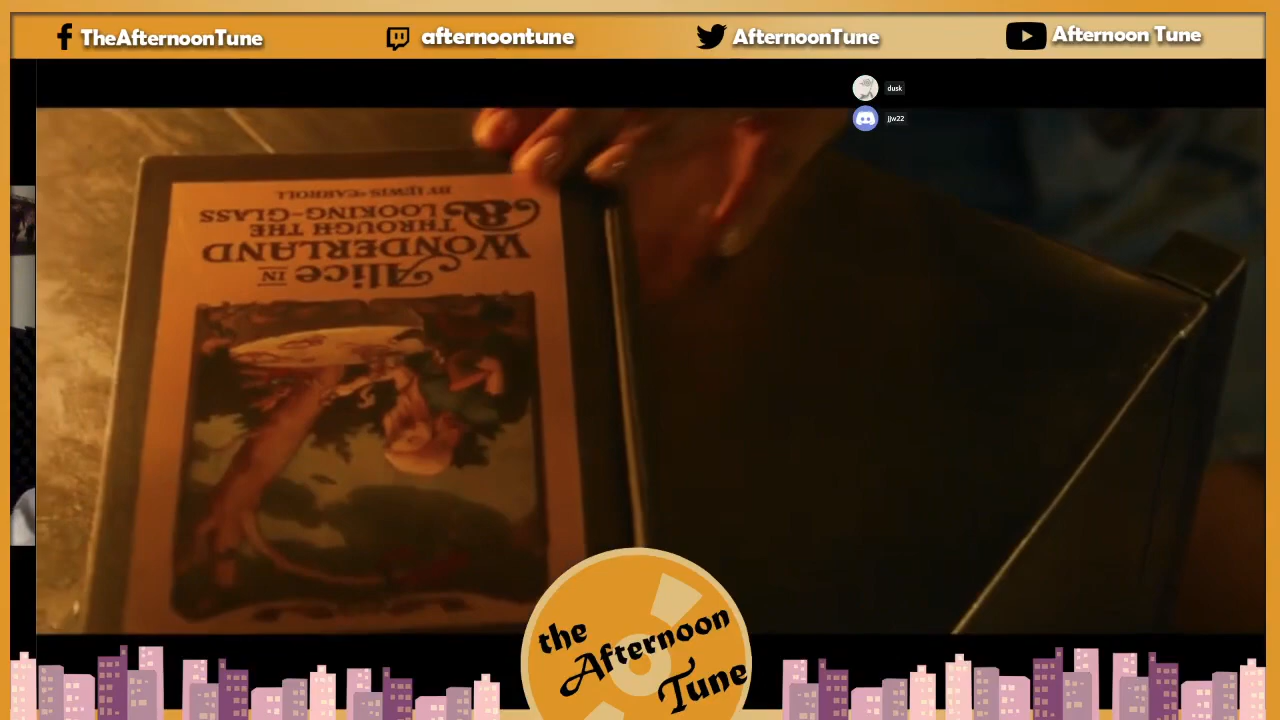 TheAfternoonTune
afternoontune
AfternoonTune
Afternoon Tune
dusk
jjw22
Alice
IN
WONDERLAND
THROUGH THE
& LOOKING-GLASS
BY LEWIS CARROLL
the
Afternoon
Tune